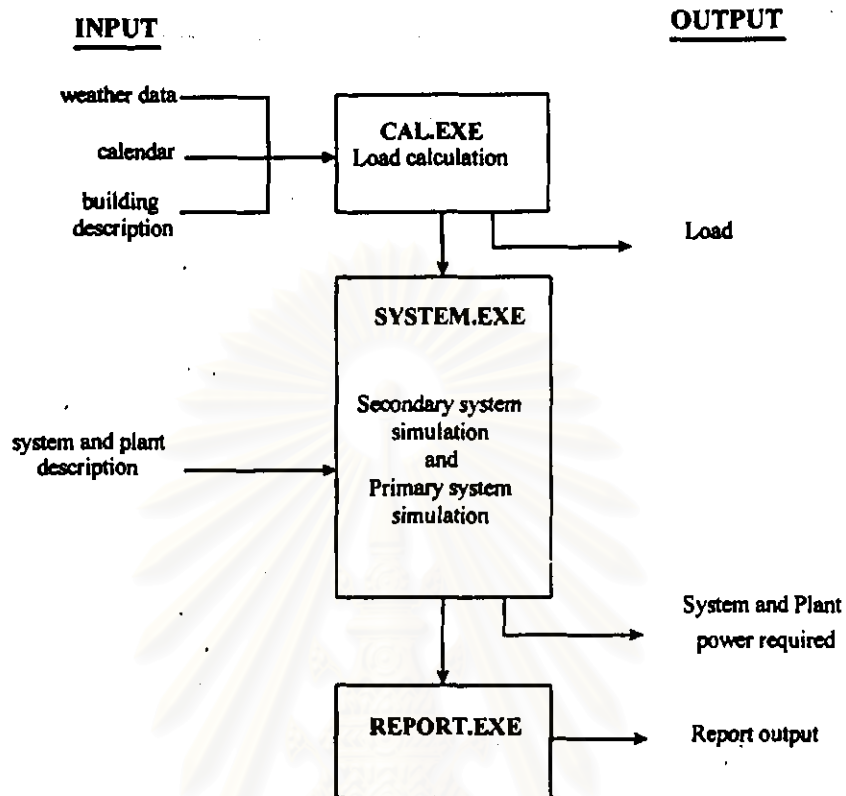 INPUT
OUTPUT
weather data
calendar
building
description
CAL.EXE
Load calculation
Load
SYSTEM.EXE
Secondary system
simulation
and
Primary system
simulation
system and plant
description
System and Plant
power required
REPORT.EXE
Report output